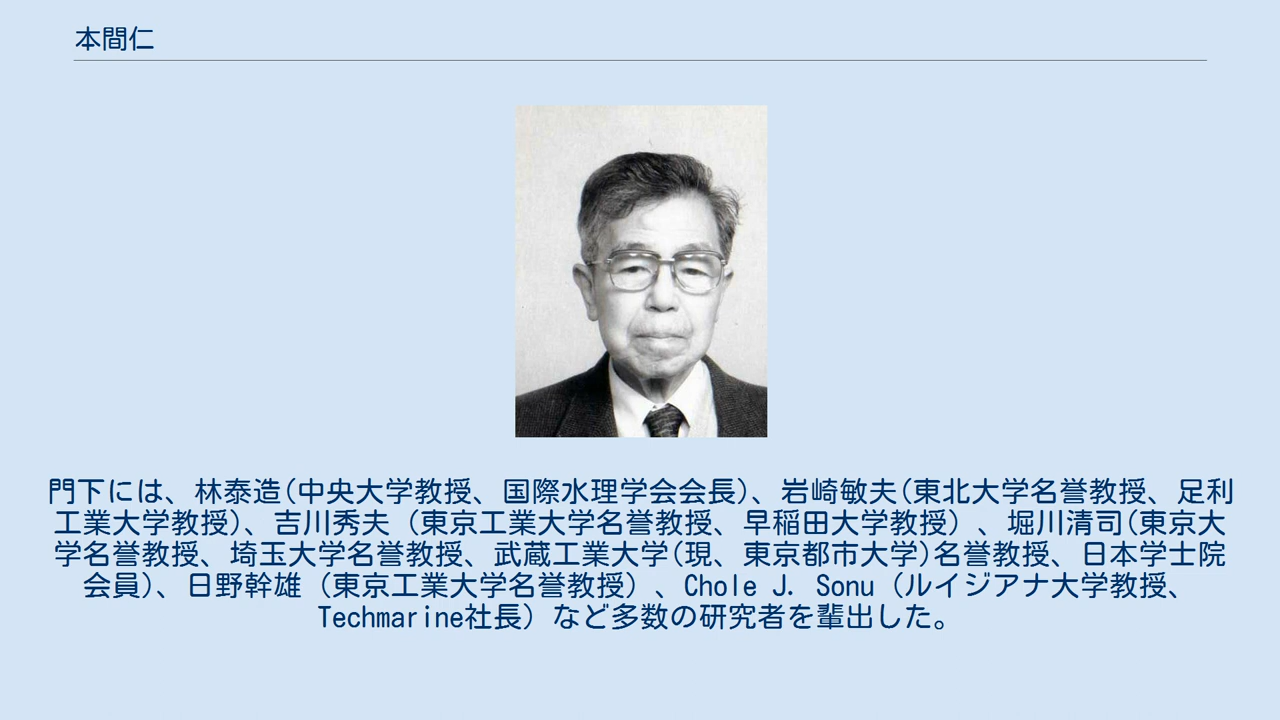 本間仁
門下には、林泰造(中央大学教授、国際水理学会会長)、岩崎敏夫(東北大学名誉教授、足利
工業大学教授)、吉川秀夫（東京工業大学名誉教授、早稲田大学教授）、堀川清司(東京大
学名誉教授、埼玉大学名誉教授、武蔵工業大学(現、東京都市大学)名誉教授、日本学士院
会員)、日野幹雄（東京工業大学名誉教授）、Chole J. Sonu（ルイジアナ大学教授、
Techmarine社長）など多数の研究者を輩出した。